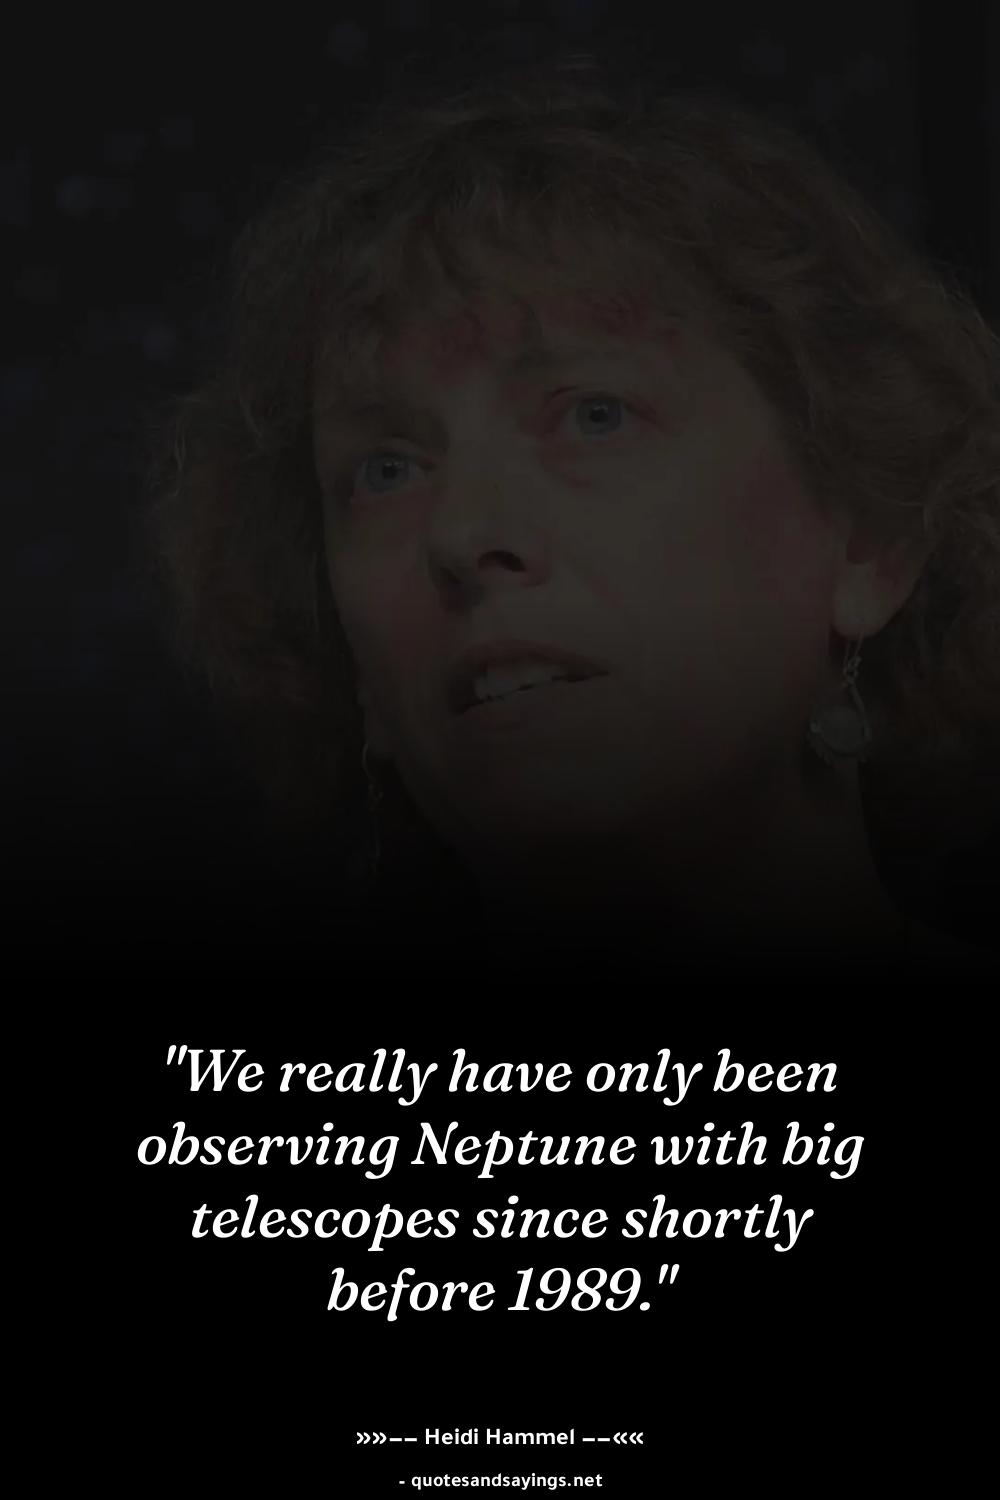 "We really have only been
observing Neptune with big
telescopes since shortly
before 1989."
»»−− Heidi Hammel −−««
- quotesandsayings.net